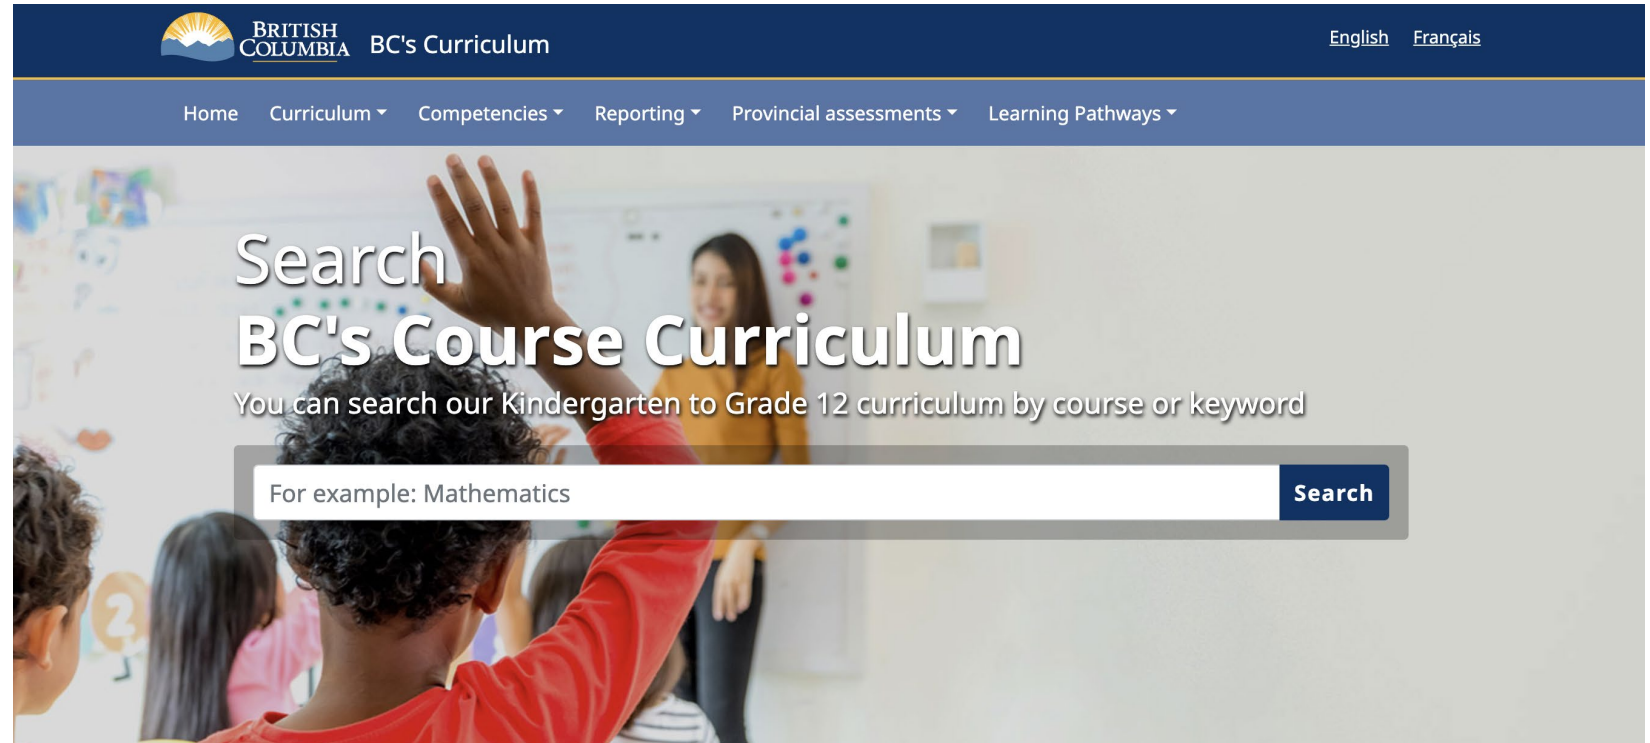 BRITISH
COLUMBIA
BC's Curriculum
English Français
Home Curriculum Competencies Reporting Provincial assessments Learning Pathways
Search
BC's Course Curriculum
You can search our Kindergarten to Grade 12 curriculum by course or keyword
For example: Mathematics
Search
2